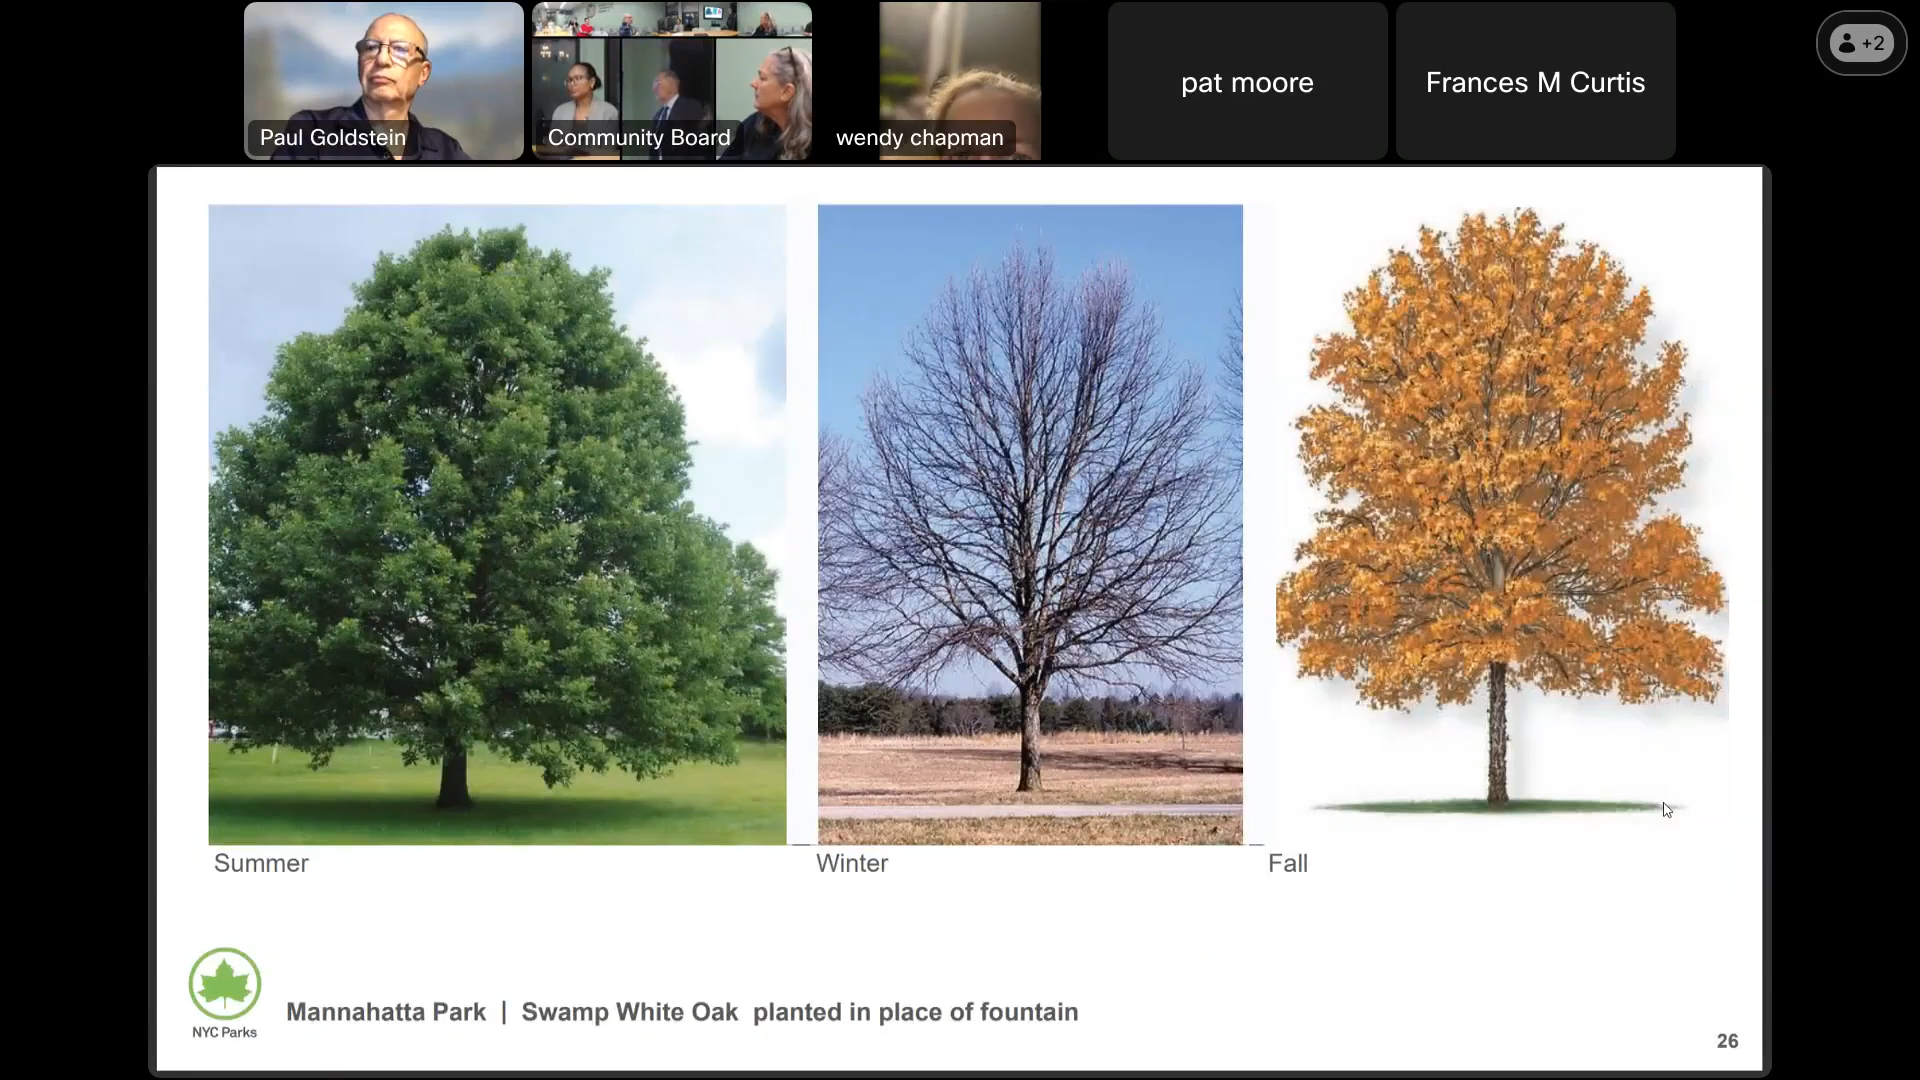 Paul Goldstein
Community Board
wendy chapman
pat moore
Frances M Curtis
+2
Summer
Winter
Fall
NYC Parks
Mannahatta Park | Swamp White Oak planted in place of fountain
26